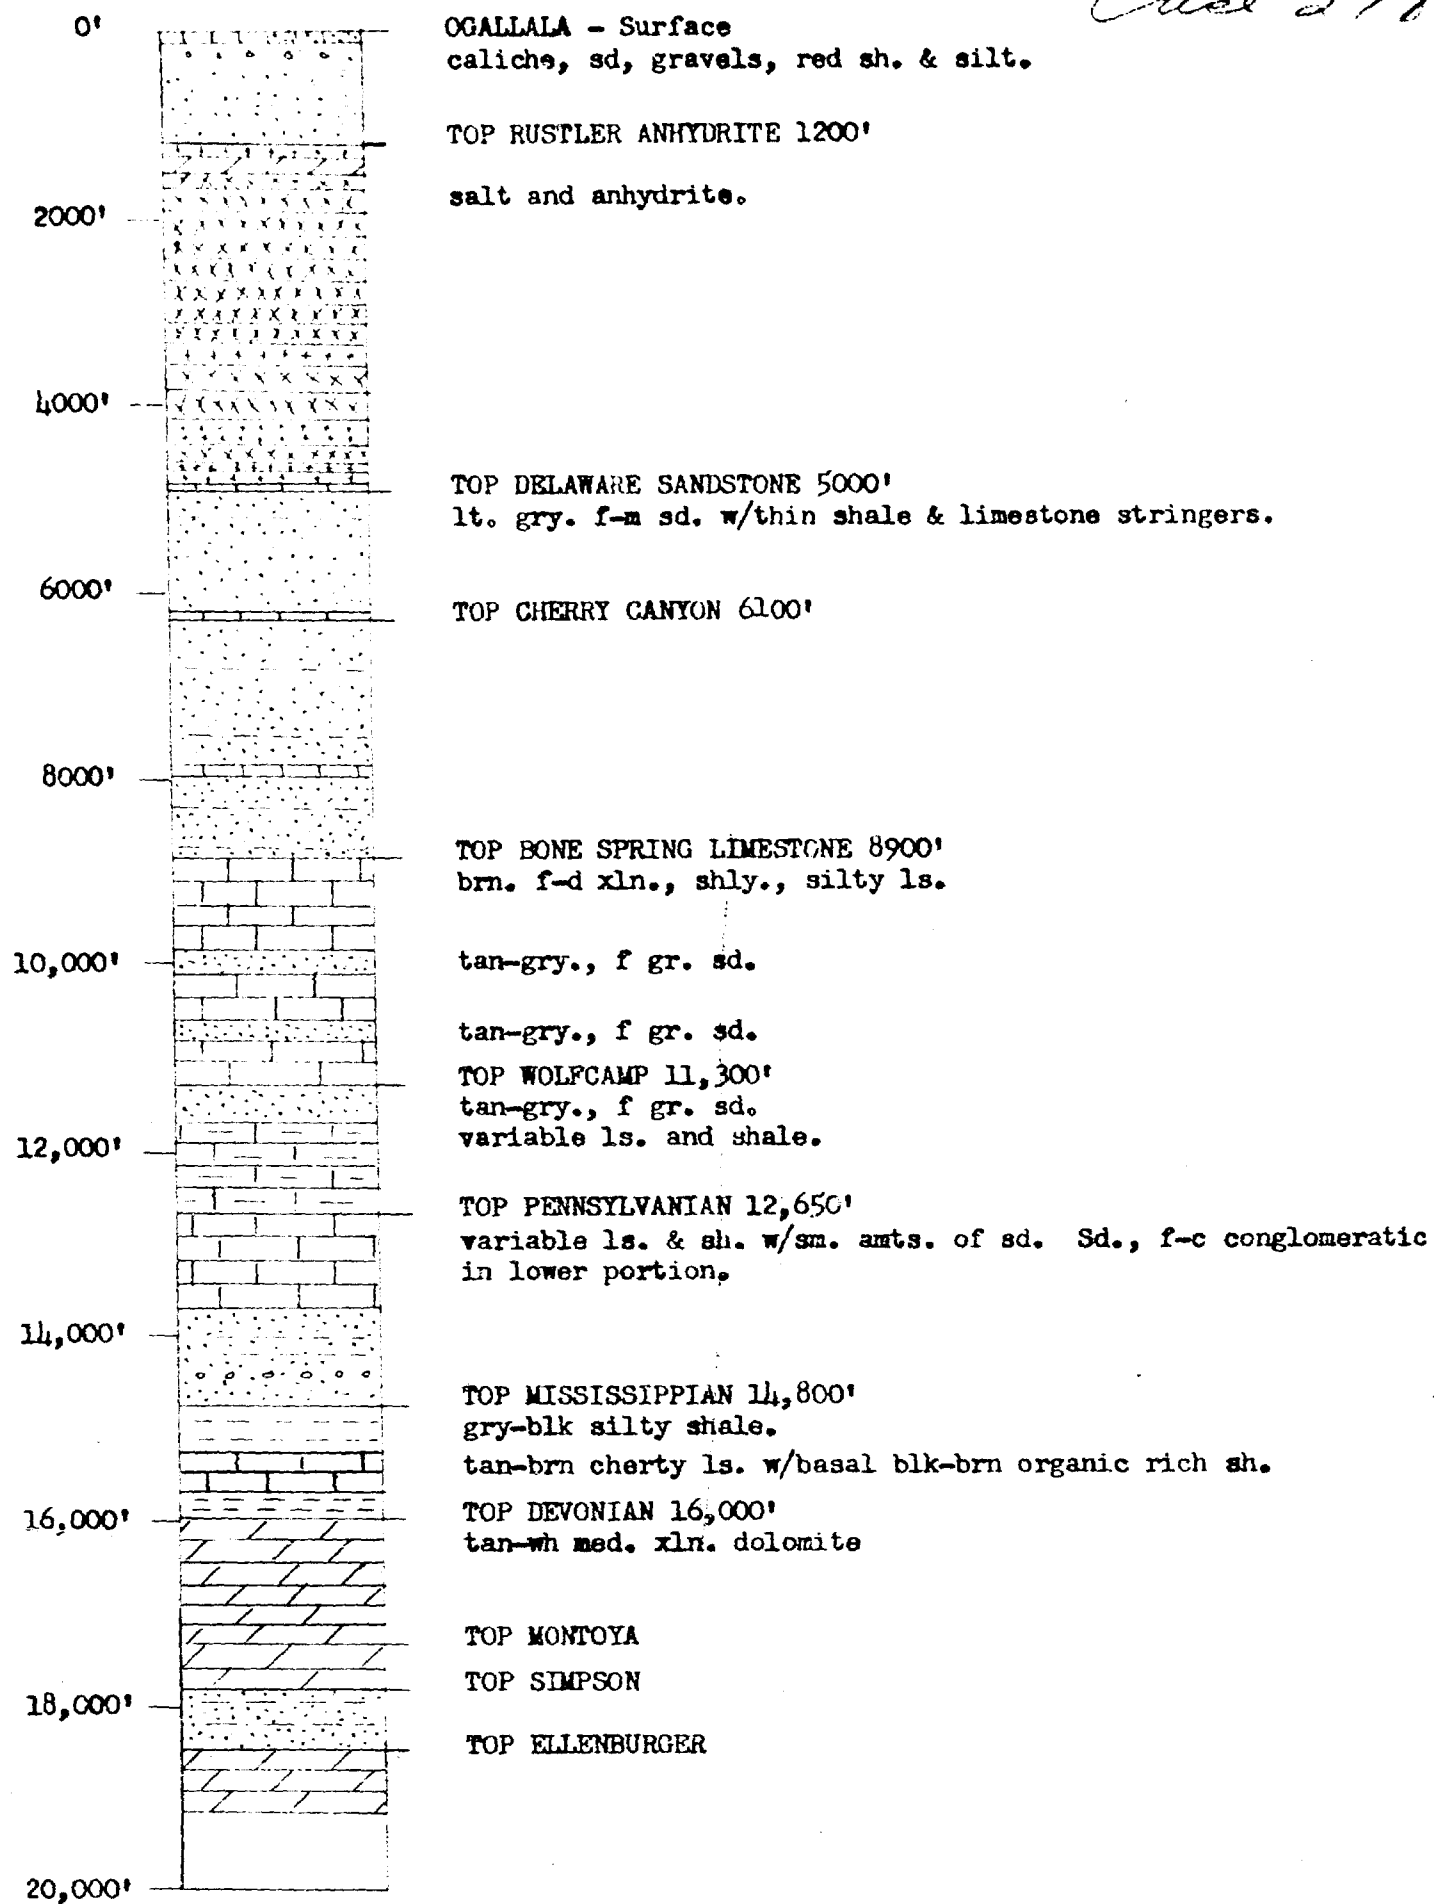 Case
0'
OGALLALA - Surface
caliche, sd, gravels, red sh. & silt.
TOP RUSTLER ANHYDRITE 1200'
salt and anhydrite.
2000'
4000'
TOP DELAWARE SANDSTONE 5000'
lt. gry. f-m sd. w/thin shale & limestone stringers.
6000'
TOP CHERRY CANYON 6100'
8000'
TOP BONE SPRING LIMESTONE 8900'
brn. f-d xln., shly., silty ls.
10,000'
tan-gry., f gr. sd.
tan-gry., f gr. sd.
TOP WOLFCAMP 11,300'
tan-gry., f gr. sd.
variable ls. and shale.
12,000'
TOP PENNSYLVANIAN 12,650'
variable ls. & sh. w/sm. amts. of sd. Sd., f-c conglomeratic
in lower portion.
14,000'
TOP MISSISSIPPIAN 14,800'
gry-blk silty shale.
tan-brn cherty ls. w/basal blk-brn organic rich sh.
16,000'
TOP DEVONIAN 16,000'
tan-wh med. xln. dolomite
TOP MONTOYA
TOP SIMPSON
18,000'
TOP ELLENBURGER
20,000'